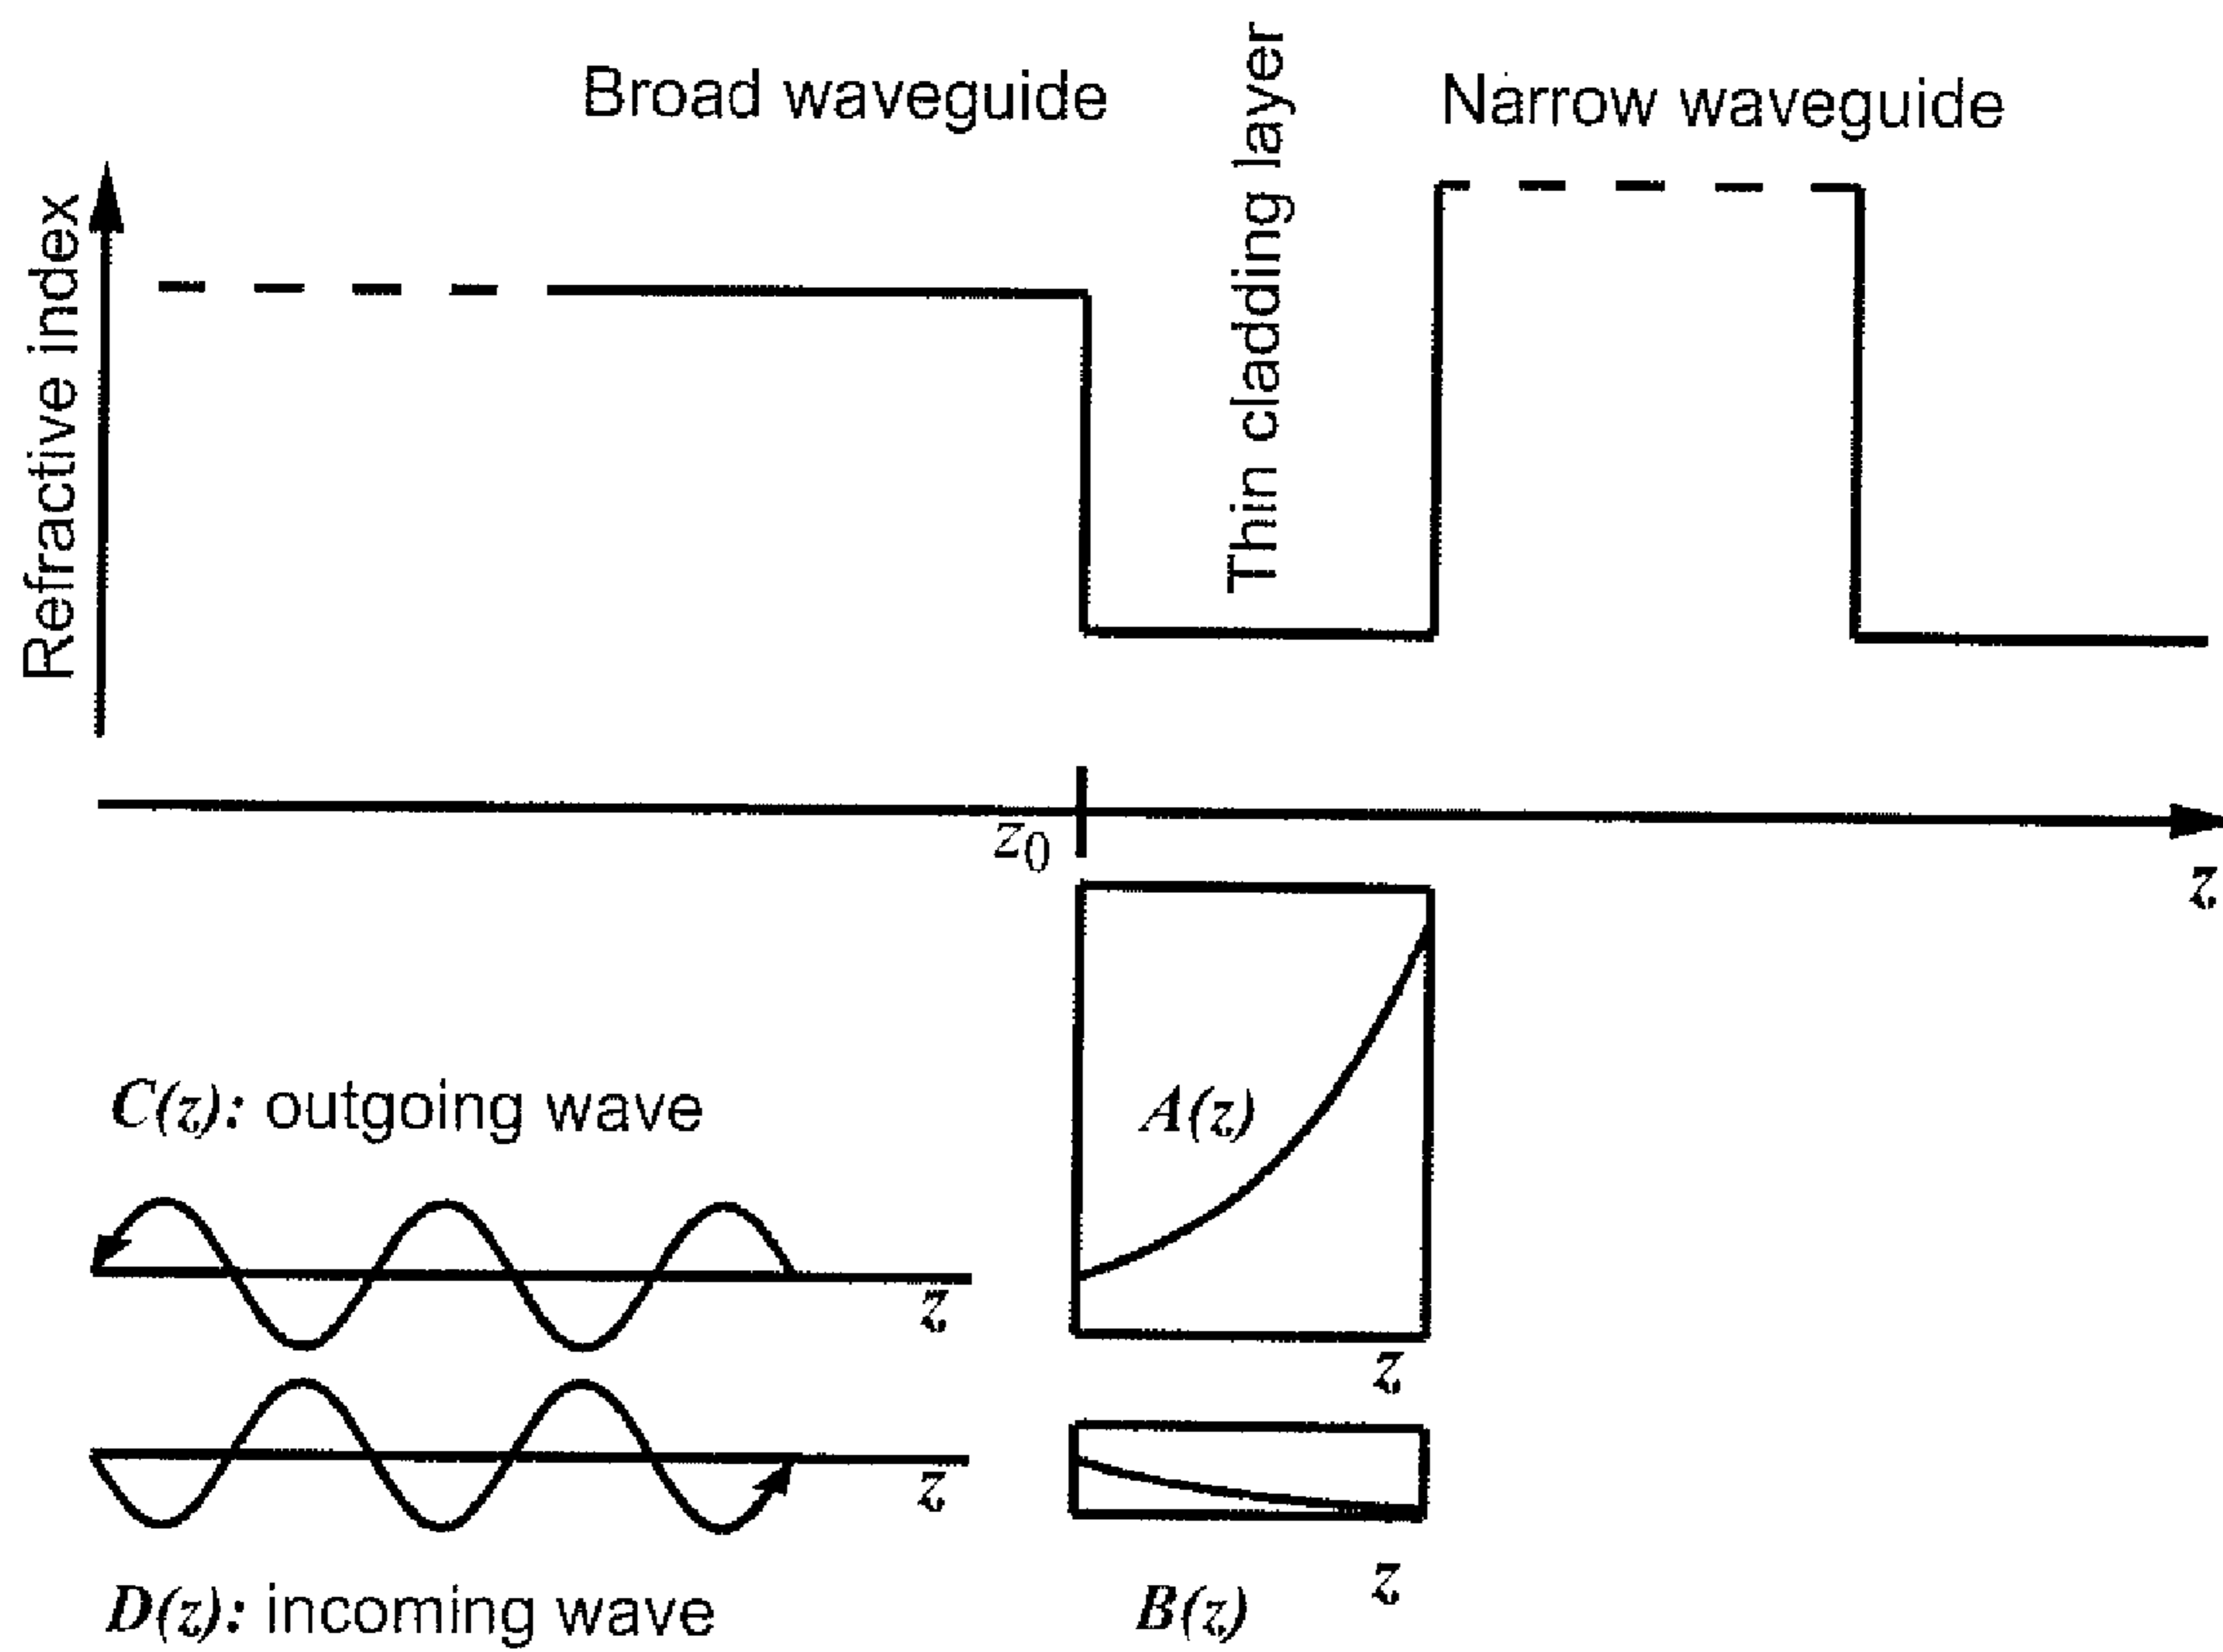 Broad waveguide
Thin cladding layer
Narrow waveguide
Refractive index
z0
z
A(z)
C(z): outgoing wave
z
z
z
z
D(z): incoming wave
B(z)